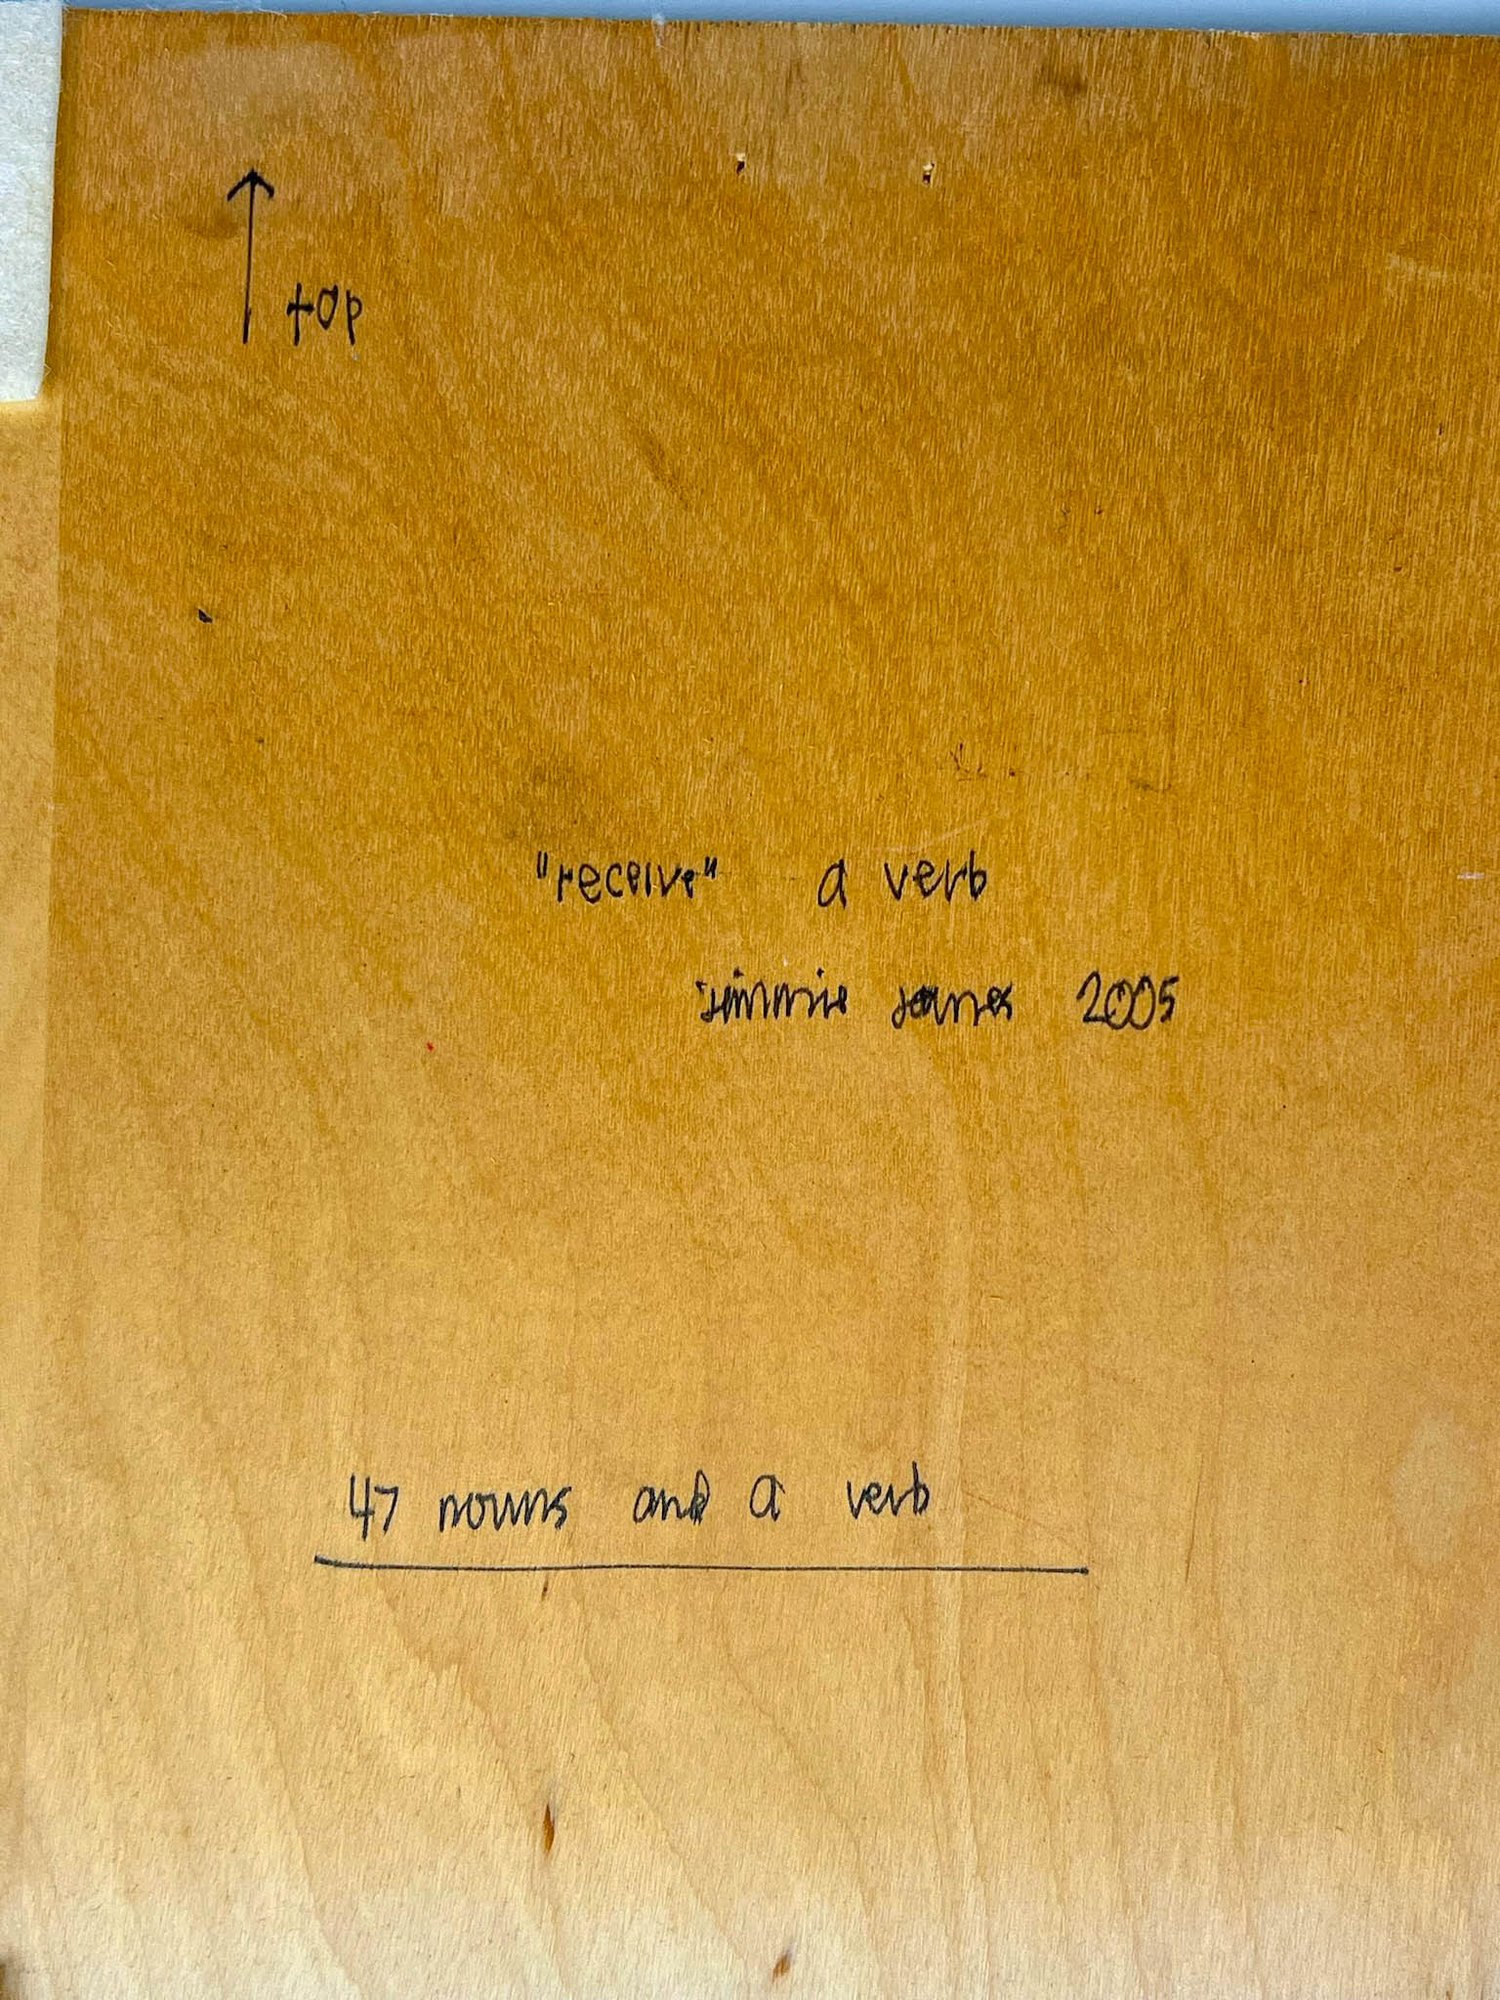 ↑ top
"receive" a verb
jimmie james 2005
47 nouns and a verb